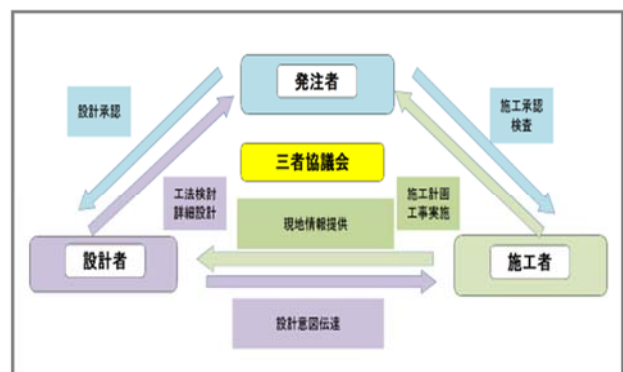 発注者
設計承認
施工承認
検査
三者協議会
工法検討
詳細設計
施工計画
工事実施
現地情報提供
設計者
施工者
設計意図伝達